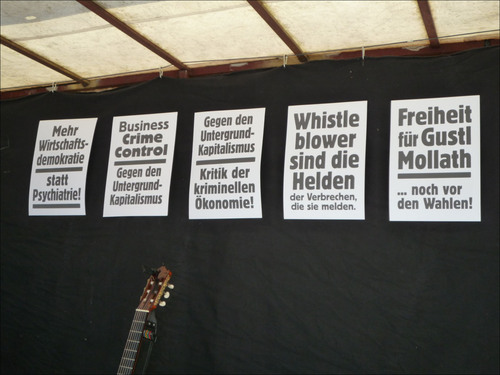 Mehr
Wirtschafts-
demokratie
statt
Psychiatrie!
Business
Crime
control
Gegen den
Untergrund-
Kapitalismus
Gegen den
Untergrund-
Kapitalismus
Kritik der
kriminellen
Ökonomie!
Whistle
blower
sind die
Helden
der Verbrechen,
die sie melden.
Freiheit
für Gustl
Mollath
... noch vor
den Wahlen!